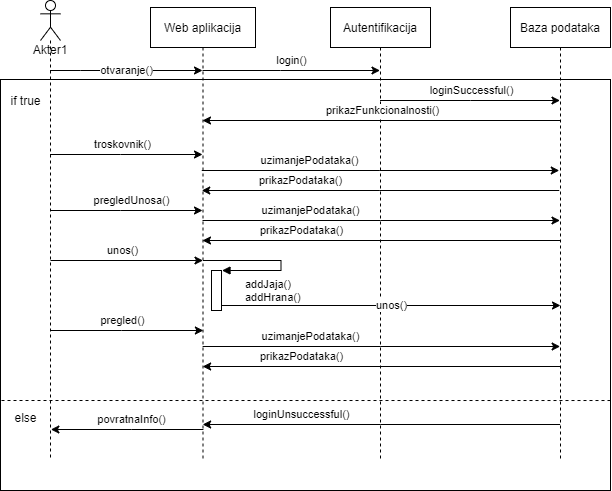 Akter1
Web aplikacija
Autentifikacija
Baza podataka
otvaranje()
login()
if true
loginSuccessful()
prikazFunkcionalnosti()
troskovnik()
uzimanjePodataka()
prikazPodataka()
pregledUnosa()
uzimanjePodataka()
prikazPodataka()
unos()
addJaja()
addHrana()
unos()
pregled()
uzimanjePodataka()
prikazPodataka()
else
loginUnsuccessful()
povratnaInfo()